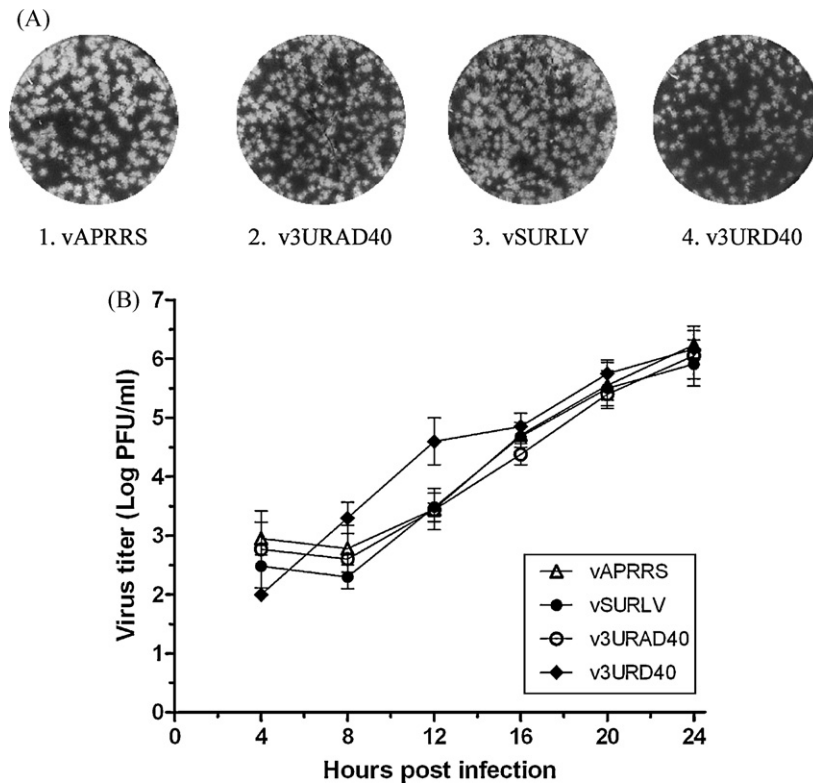 (A)
1. vAPRRS
2. v3URAD40
3. vSURLV
4. v3URD40
(B)
Virus titer (Log PFU/ml)
7
6
5
4
3
2
1
0
0 4 8 12 16 20 24
Hours post infection
vAPRRS
vSURLV
v3URAD40
v3URD40